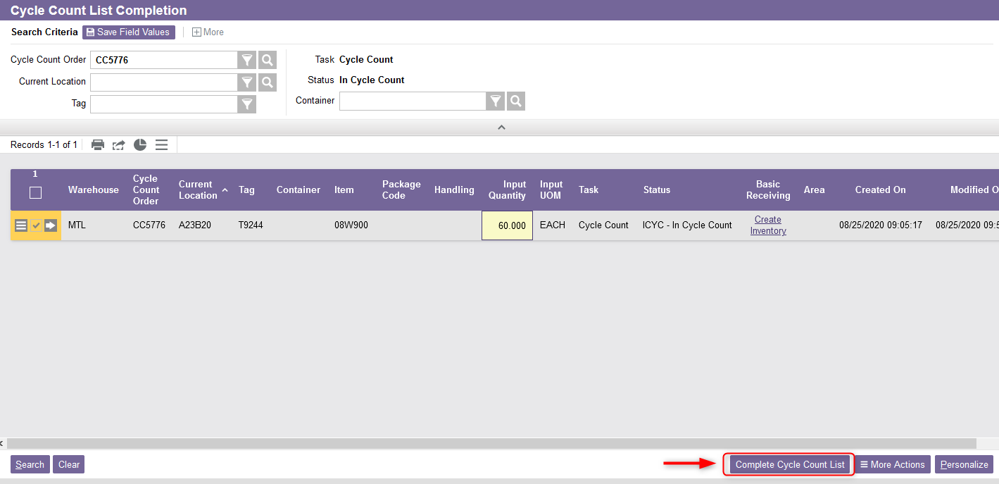 Cycle Count List Completion
Search Criteria Save Field Values More
Cycle Count Order CC5776 Task Cycle Count
Current Location Status In Cycle Count
Tag Container
Records 1-1 of 1
1
Warehouse Cycle Count Order Current Location Tag Container Item Package Code Handling Input Quantity Input UOM Task Status Basic Receiving Area Created On Modified O
MTL CC5776 A23B20 T9244 08W900 60.000 EACH Cycle Count ICYC - In Cycle Count Create Inventory 08/25/2020 09:05:17 08/25/2020 09:5
Search Clear Complete Cycle Count List More Actions Personalize